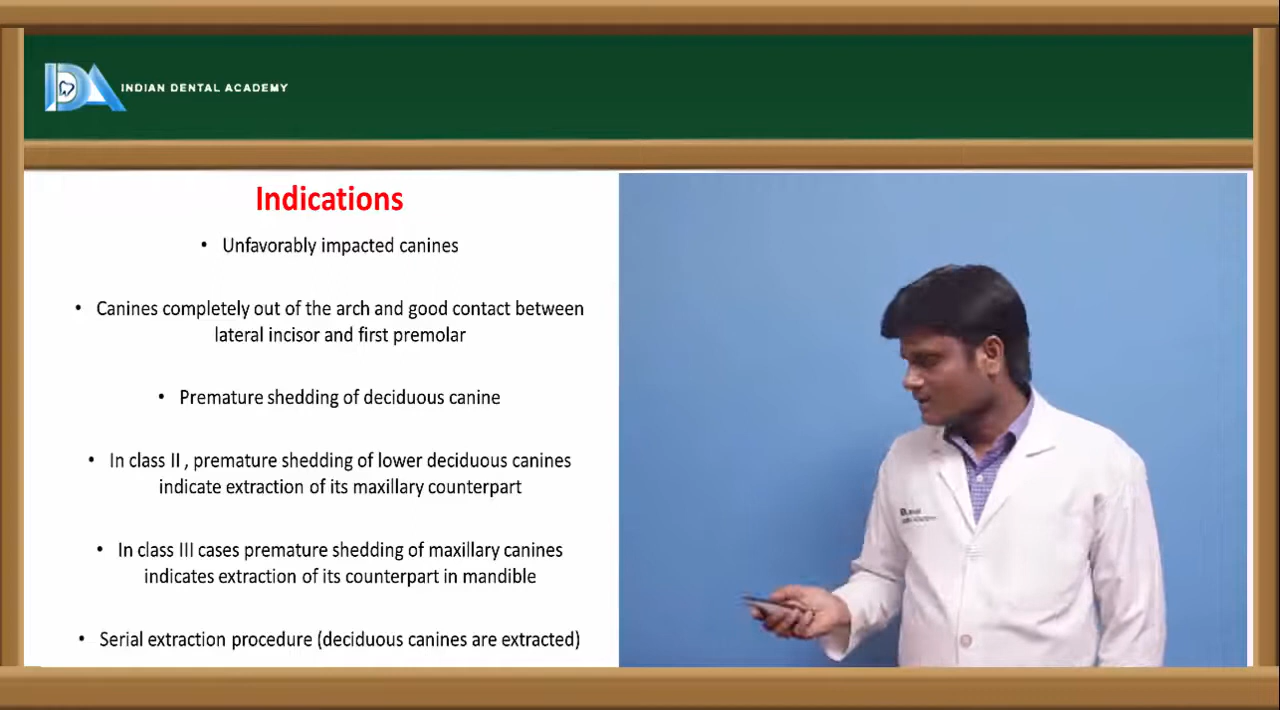 IDA INDIAN DENTAL ACADEMY
Indications
• Unfavorably impacted canines
• Canines completely out of the arch and good contact between
lateral incisor and first premolar
• Premature shedding of deciduous canine
• In class II , premature shedding of lower deciduous canines
indicate extraction of its maxillary counterpart
• In class III cases premature shedding of maxillary canines
indicates extraction of its counterpart in mandible
• Serial extraction procedure (deciduous canines are extracted)